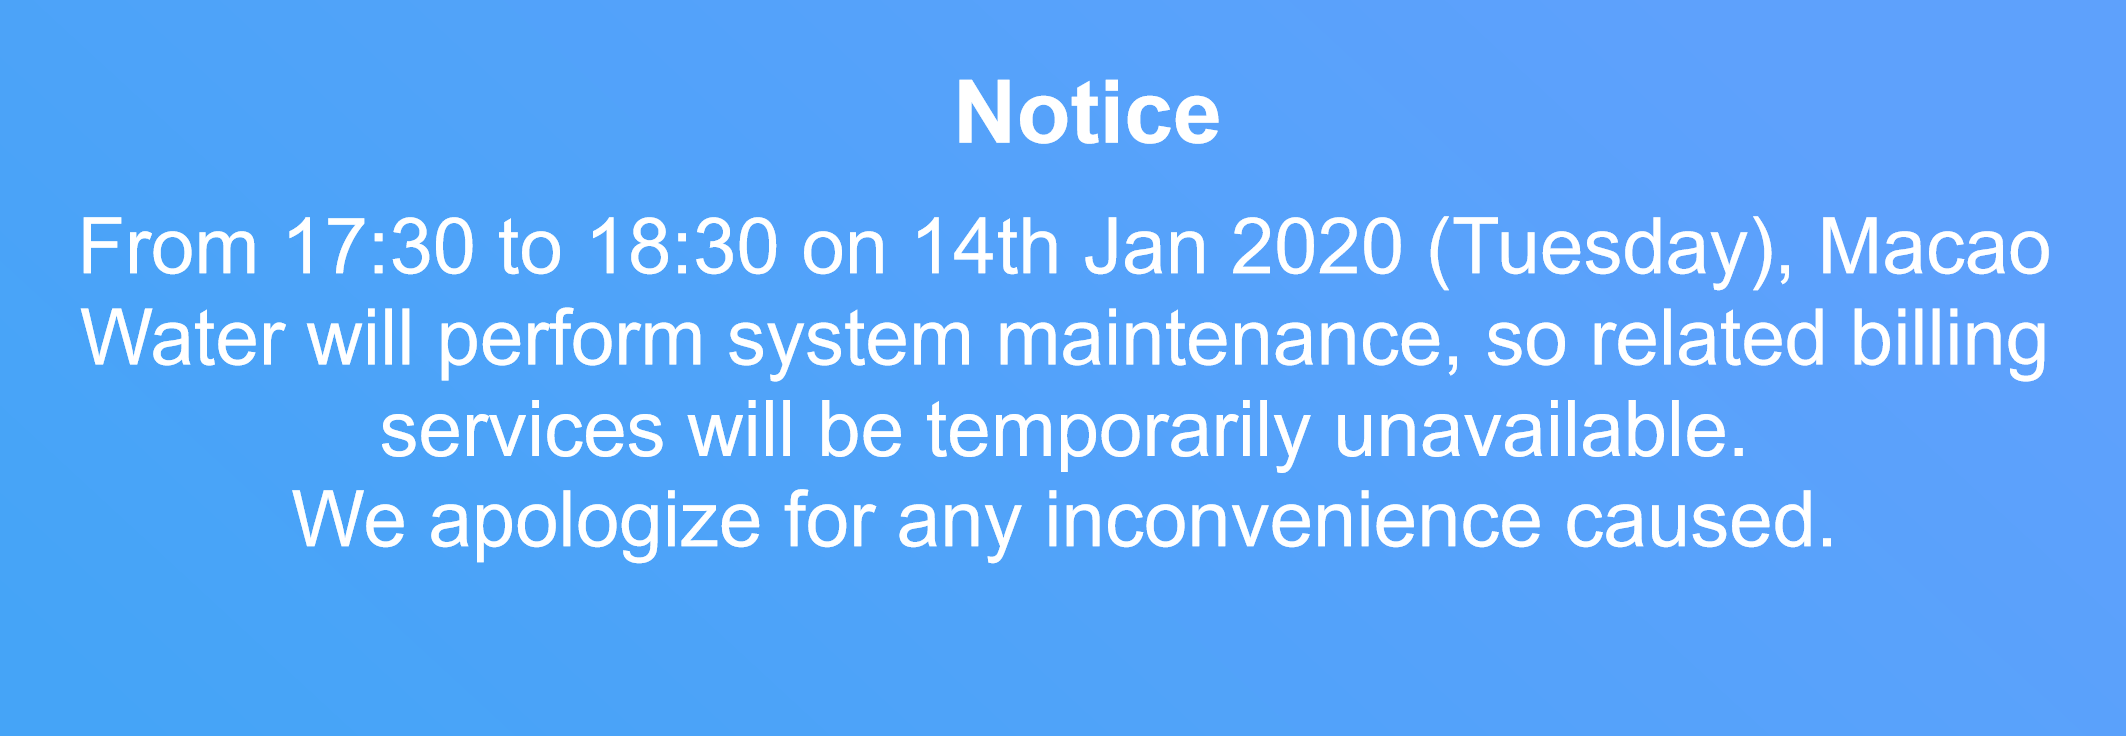 Notice
From 17:30 to 18:30 on 14th Jan 2020 (Tuesday), Macao
Water will perform system maintenance, so related billing
services will be temporarily unavailable.
We apologize for any inconvenience caused.